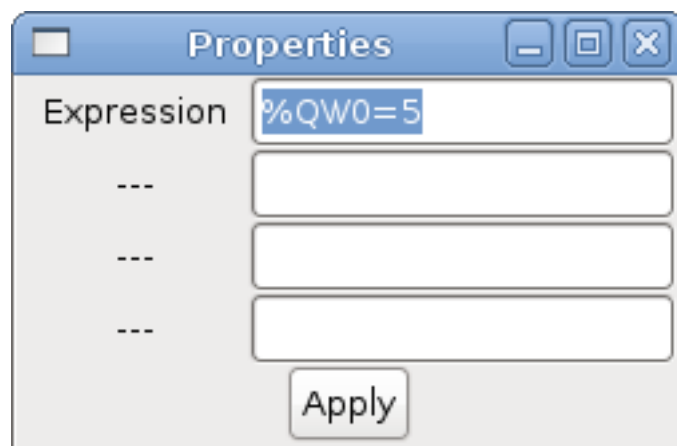 Properties
Expression %QW0=5
---
---
---
Apply